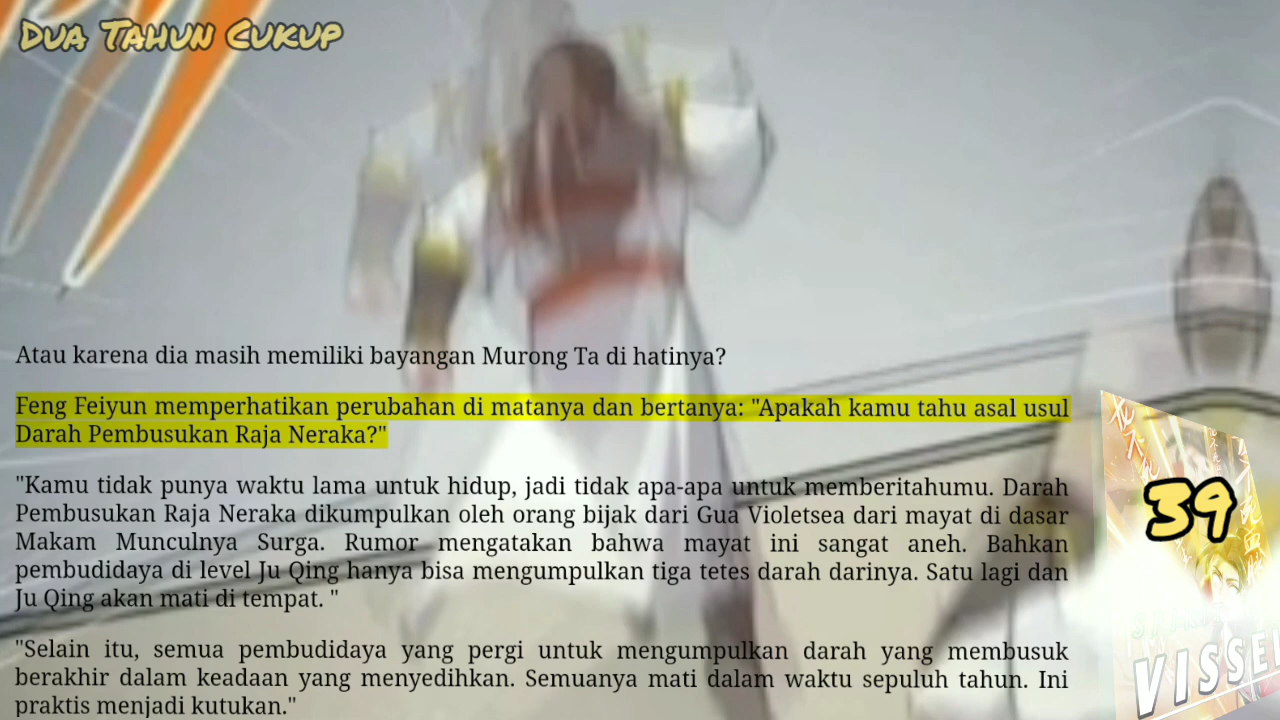 Dua Tahun Cukup
Atau karena dia masih memiliki bayangan Murong Ta di hatinya?
Feng Feiyun memperhatikan perubahan di matanya dan bertanya: "Apakah kamu tahu asal usul
Darah Pembusukan Raja Neraka?"
"Kamu tidak punya waktu lama untuk hidup, jadi tidak apa-apa untuk memberitahumu. Darah
Pembusukan Raja Neraka dikumpulkan oleh orang bijak dari Gua Violetsea dari mayat di dasar
Makam Munculnya Surga. Rumor mengatakan bahwa mayat ini sangat aneh. Bahkan
pembudidaya di level Ju Qing hanya bisa mengumpulkan tiga tetes darah darinya. Satu lagi dan
Ju Qing akan mati di tempat. "
"Selain itu, semua pembudidaya yang pergi untuk mengumpulkan darah yang membusuk
berakhir dalam keadaan yang menyedihkan. Semuanya mati dalam waktu sepuluh tahun. Ini
praktis menjadi kutukan."
39
VISSE